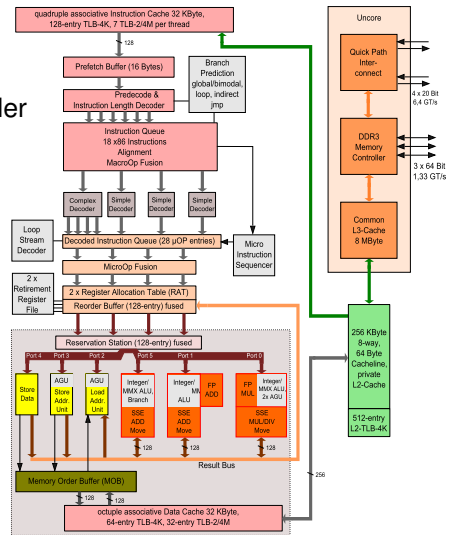 quadruple associative Instruction Cache 32 KByte,
128-entry TLB-4K, 7 TLB-2/4M per thread
128
Prefetch Buffer (16 Bytes)
Branch
Prediction
global/bimodal,
loop, indirect
jmp
Predecode &
Instruction Length Decoder
ler
Instruction Queue
18 x86 Instructions
Alignment
MacroOp Fusion
Complex
Decoder
Simple
Decoder
Simple
Decoder
Simple
Decoder
Loop
Stream
Decoder
Decoded Instruction Queue (28 µOP entries)
Micro
Instruction
Sequencer
MicroOp Fusion
2 x
Retirement
Register
File
2 x Register Allocation Table (RAT)
Reorder Buffer (128-entry) fused
Reservation Station (128-entry) fused
Port 4
Port 3
Port 2
Port 5
Port 1
Port 0
Store
Data
AGU
Store
Addr.
Unit
AGU
Load
Addr.
Unit
Integer/
MMX ALU,
Branch
SSE
ADD
Move
Integer/
MMX
ALU
FP
ADD
SSE
ADD
Move
FP
MUL
Integer/
MMX ALU,
2x AGU
SSE
MUL/DIV
Move
128
128
128
Result Bus
Memory Order Buffer (MOB)
128
128
256
octuple associative Data Cache 32 KByte,
64-entry TLB-4K, 32-entry TLB-2/4M
Uncore
Quick Path
Inter-
connect
4 x 20 Bit
6,4 GT/s
DDR3
Memory
Controller
3 x 64 Bit
1,33 GT/s
Common
L3-Cache
8 MByte
256 KByte
8-way,
64 Byte
Cacheline,
private
L2-Cache
512-entry
L2-TLB-4K